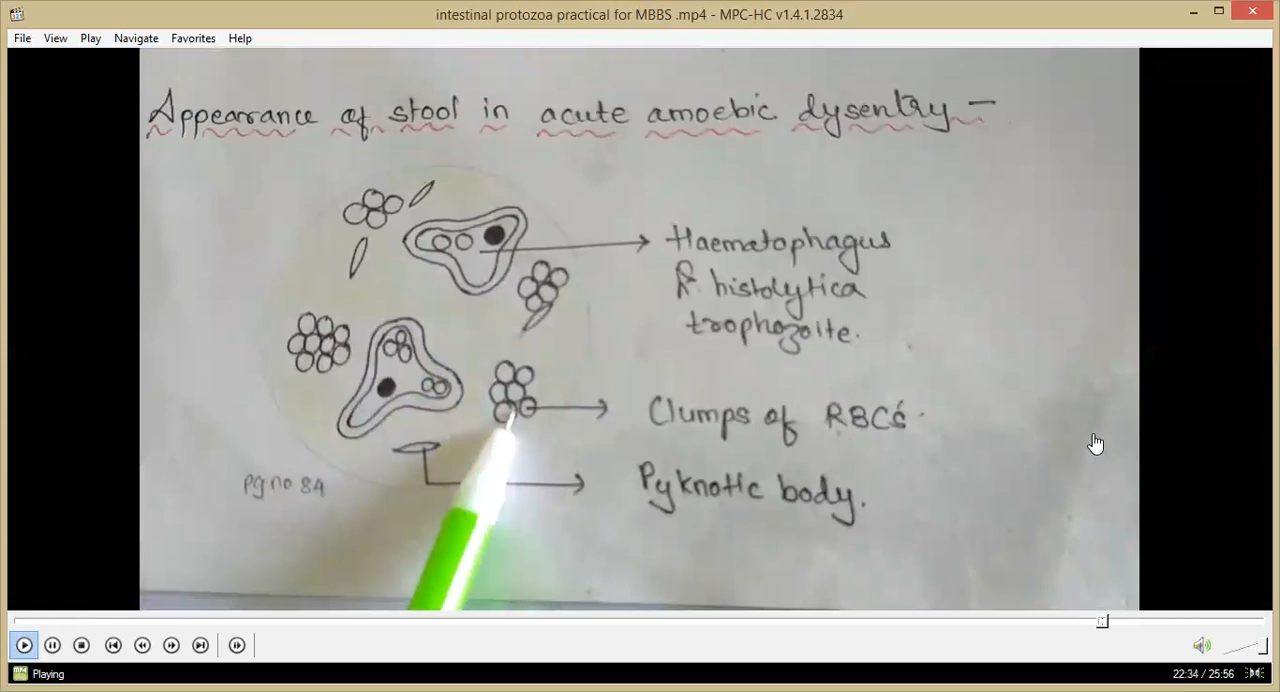 intestinal protozoa practical for MBBS .mp4 - MPC-HC v1.4.1.2834
File View Play Navigate Favorites Help
Appearance of stool in acute amoebic dysentry -
Haematophagus
E. histolytica
trophozoite.
Clumps of RBCs
Pyknotic body.
pg no 84
Playing
22:34 / 25:56